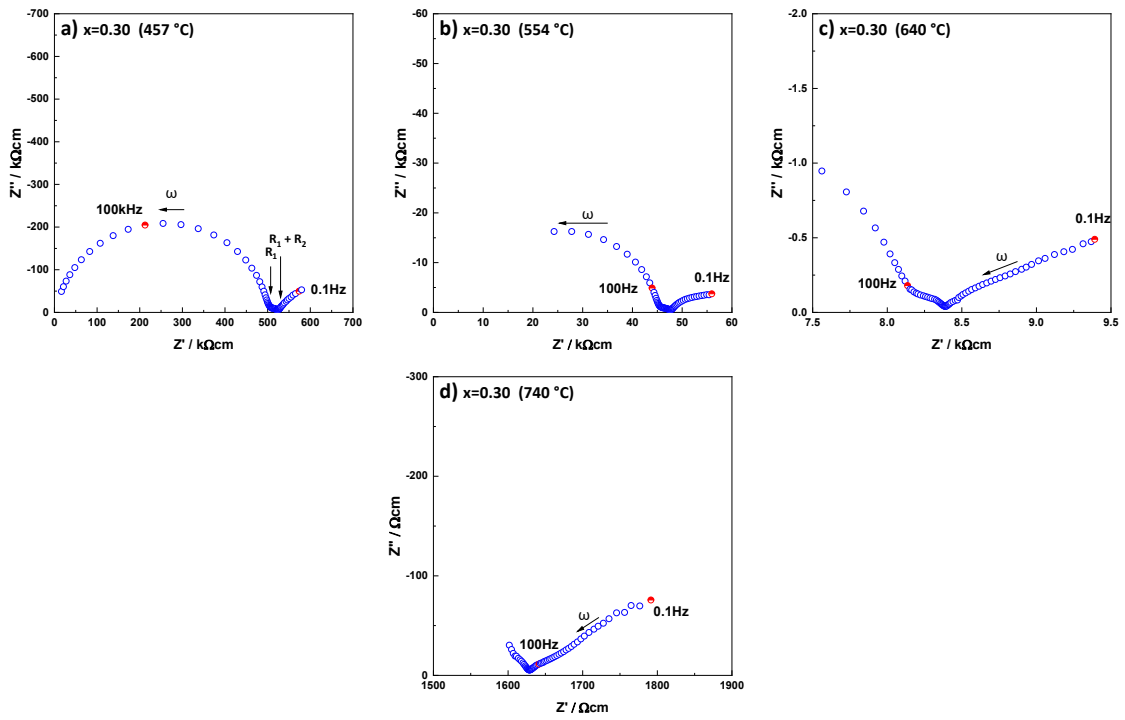 a) x=0.30 (457 °C)
-700
-600
-500
-400
-300
-200
-100
0
Z'' / kΩcm
100kHz
ω
R₁
R₁ + R₂
0.1Hz
0 100 200 300 400 500 600 700
Z' / kΩcm
b) x=0.30 (554 °C)
-60
-50
-40
-30
-20
-10
0
Z'' / kΩcm
ω
100Hz
0.1Hz
0 10 20 30 40 50 60
Z' / kΩcm
c) x=0.30 (640 °C)
-2.0
-1.5
-1.0
-0.5
0.0
Z'' / kΩcm
0.1Hz
ω
100Hz
7.5 8.0 8.5 9.0 9.5
Z' / kΩcm
d) x=0.30 (740 °C)
-300
-200
-100
0
Z'' / Ωcm
ω
0.1Hz
100Hz
1500 1600 1700 1800 1900
Z' / Ωcm